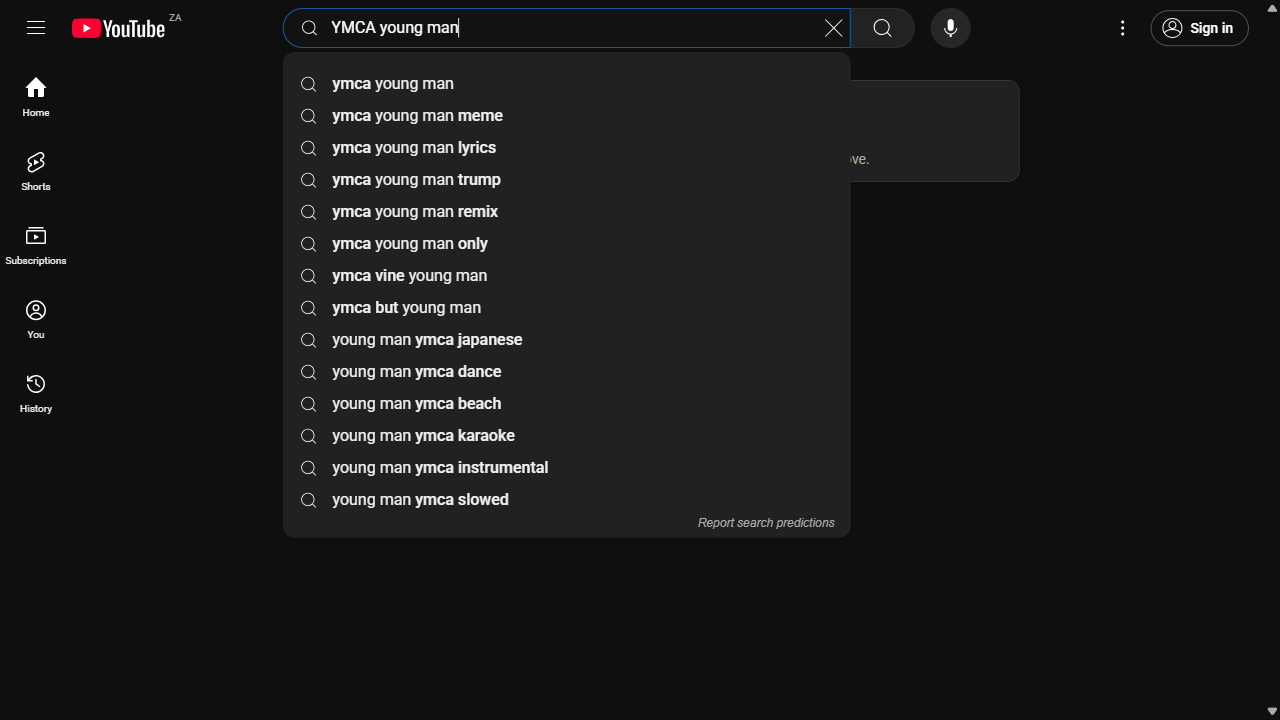 YouTube ZA
YMCA young man
Sign in
Home
Shorts
Subscriptions
You
History
ymca young man
ymca young man meme
ymca young man lyrics
ymca young man trump
ymca young man remix
ymca young man only
ymca vine young man
ymca but young man
young man ymca japanese
young man ymca dance
young man ymca beach
young man ymca karaoke
young man ymca instrumental
young man ymca slowed
Report search predictions